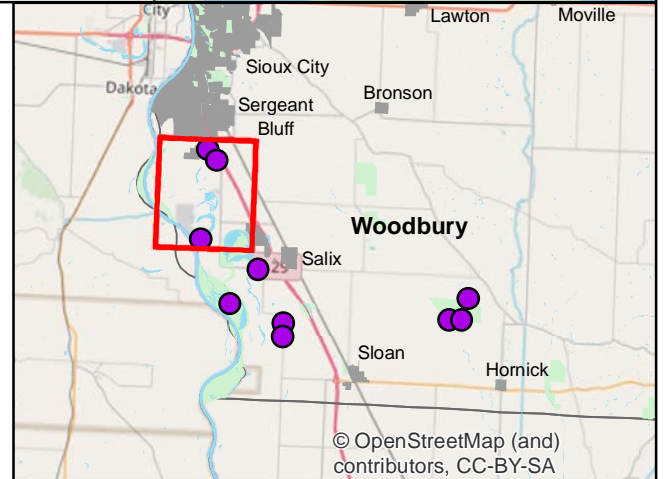 City
Lawton
Moville
Sioux City
Dakota
Bronson
Sergeant
Bluff
Woodbury
Salix
29
Sloan
Hornick
© OpenStreetMap (and)
contributors, CC-BY-SA